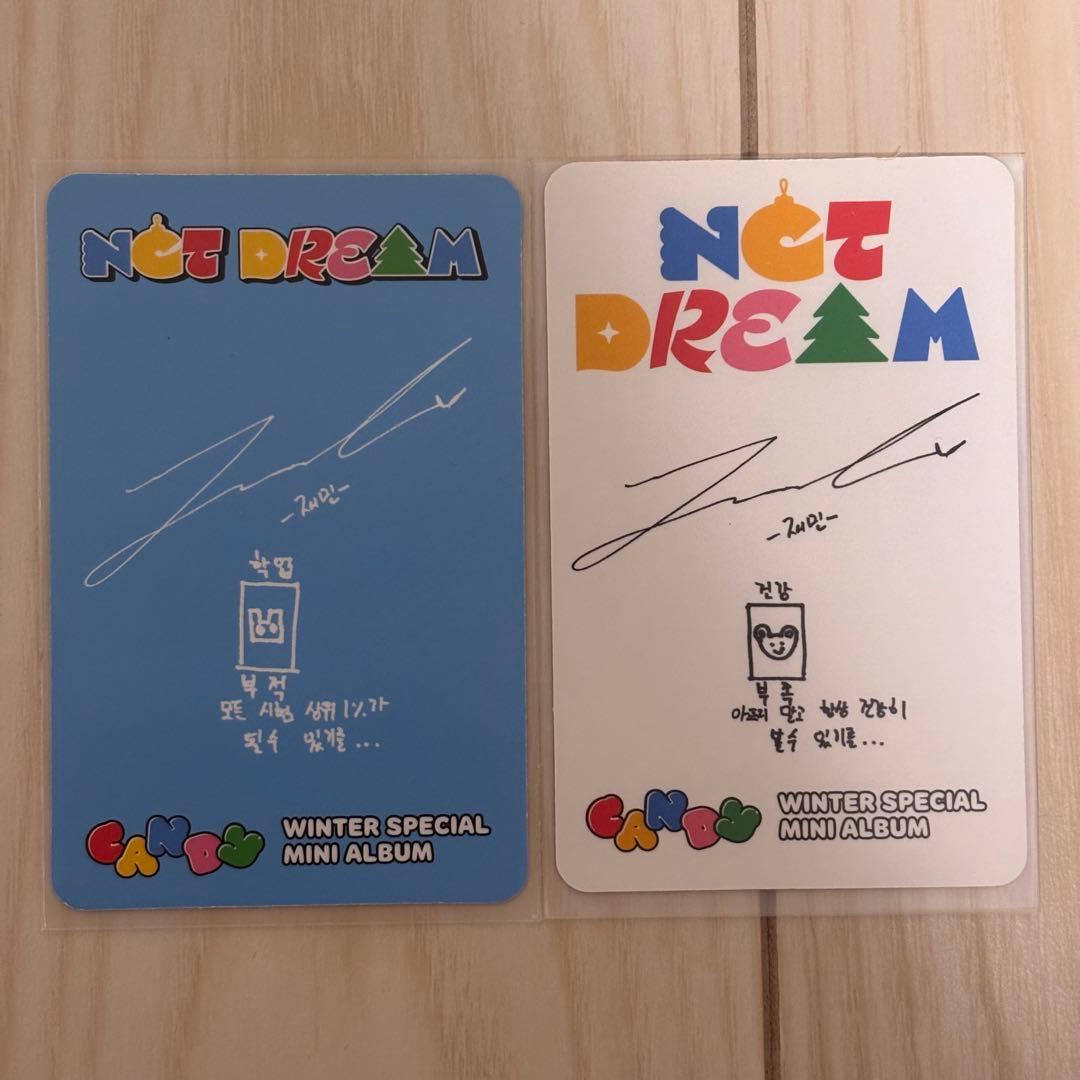 NCT DREAM
-재민-
학업
부적
모든 시험 상위 1%가
될수 있기를...
CANDY
WINTER SPECIAL
MINI ALBUM
NCT
DREAM
-재민-
건강
부적
아프지 말고 항상 건강히
살수 있기를...
CANDY
WINTER SPECIAL
MINI ALBUM